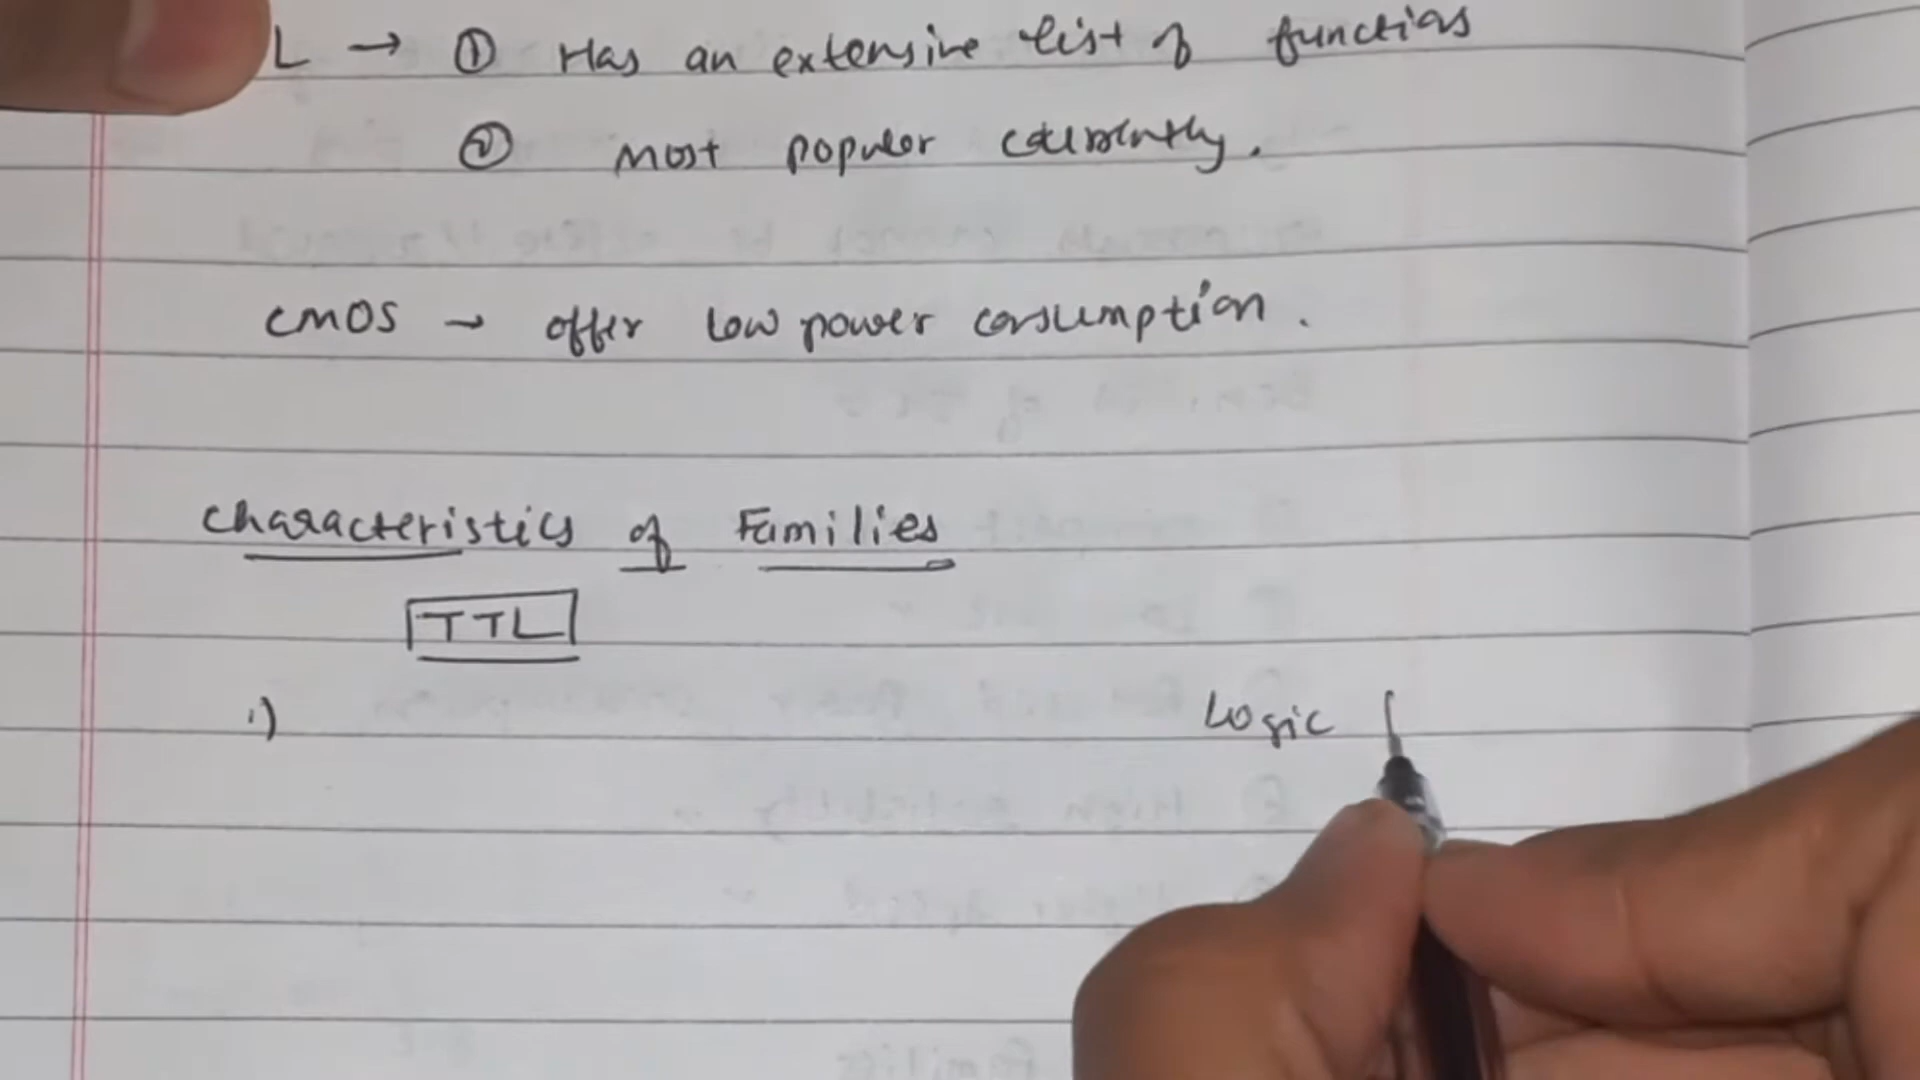 L → ① Has an extensive list of functions
② most popular currently.
CMOS → offer low power consumption.
characteristics of Families
TTL
1) Logic